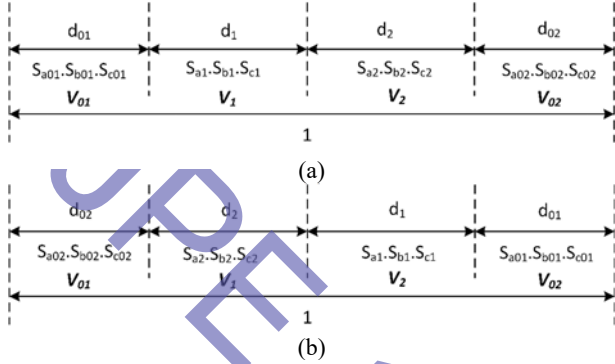 d01 d1 d2 d02
Sa01.Sb01.Sc01 Sa1.Sb1.Sc1 Sa2.Sb2.Sc2 Sa02.Sb02.Sc02
V01 V1 V2 V02
1
(a)
d02 d2 d1 d01
Sa02.Sb02.Sc02 Sa2.Sb2.Sc2 Sa1.Sb1.Sc1 Sa01.Sb01.Sc01
V01 V1 V2 V02
1
(b)